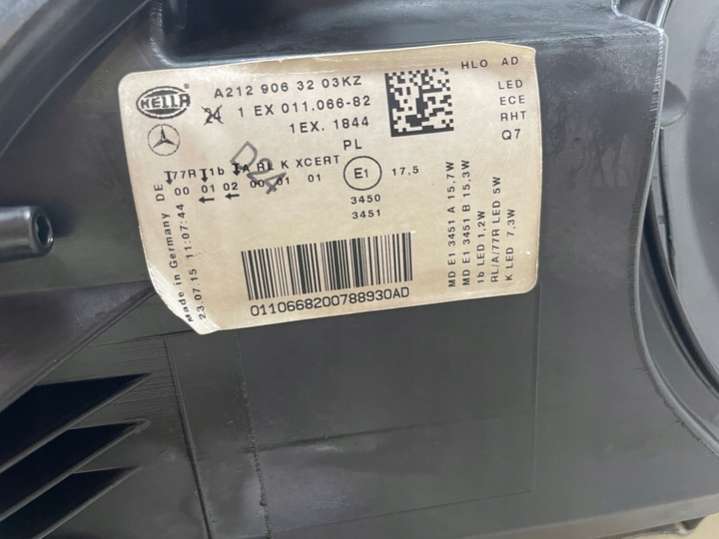 HELLA
A212 906 32 03KZ
24 1 EX 011.066-82
1EX. 1844
PL
HLO AD
LED
ECE
RHT
Q7
E1 17,5
3450
3451
00 01 02 00 01 01
DE
Made in Germany
23.07.15 11:07:44
0110668200788930AD
MD E1 3451 A 15,7W
MD E1 3451 B 15,3W
1b LED 1,2W
RL/A/77R LED 5W
K LED 7,3W